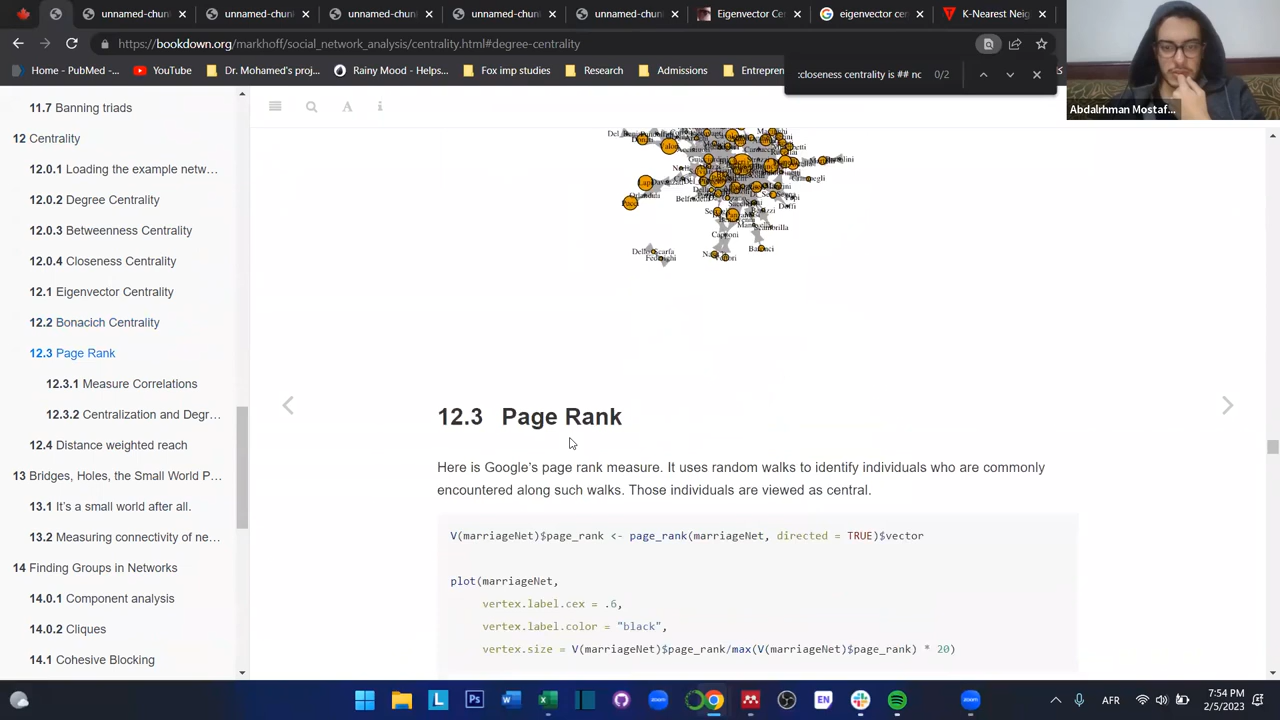 unnamed-chun
unnamed-chun
unnamed-chun
unnamed-chun
unnamed-chun
Eigenvector Ce
eigenvector cen
K-Nearest Neig
https://bookdown.org/markhoff/social_network_analysis/centrality.html#degree-centrality
Home - PubMed -
YouTube
Dr. Mohamed's proj
Rainy Mood · Helps
Fox imp studies
Research
Admissions
Entrepren
:closeness centrality is ## nc 0/2
Abdalrhman Mostaf...
11.7 Banning triads
12 Centrality
12.0.1 Loading the example netw…
12.0.2 Degree Centrality
12.0.3 Betweenness Centrality
12.0.4 Closeness Centrality
12.1 Eigenvector Centrality
12.2 Bonacich Centrality
12.3 Page Rank
12.3.1 Measure Correlations
12.3.2 Centralization and Degr…
12.4 Distance weighted reach
13 Bridges, Holes, the Small World P…
13.1 It's a small world after all.
13.2 Measuring connectivity of ne…
14 Finding Groups in Networks
14.0.1 Component analysis
14.0.2 Cliques
14.1 Cohesive Blocking
Pucci
Orlandini
Capponi
Baronci
Dello_Scarfa
12.3 Page Rank
Here is Google's page rank measure. It uses random walks to identify individuals who are commonly
encountered along such walks. Those individuals are viewed as central.
V(marriageNet)$page_rank <- page_rank(marriageNet, directed = TRUE)$vector
plot(marriageNet,
vertex.label.cex = .6,
vertex.label.color = "black",
vertex.size = V(marriageNet)$page_rank/max(V(marriageNet)$page_rank) * 20)
EN
AFR
7:54 PM
2/5/2023